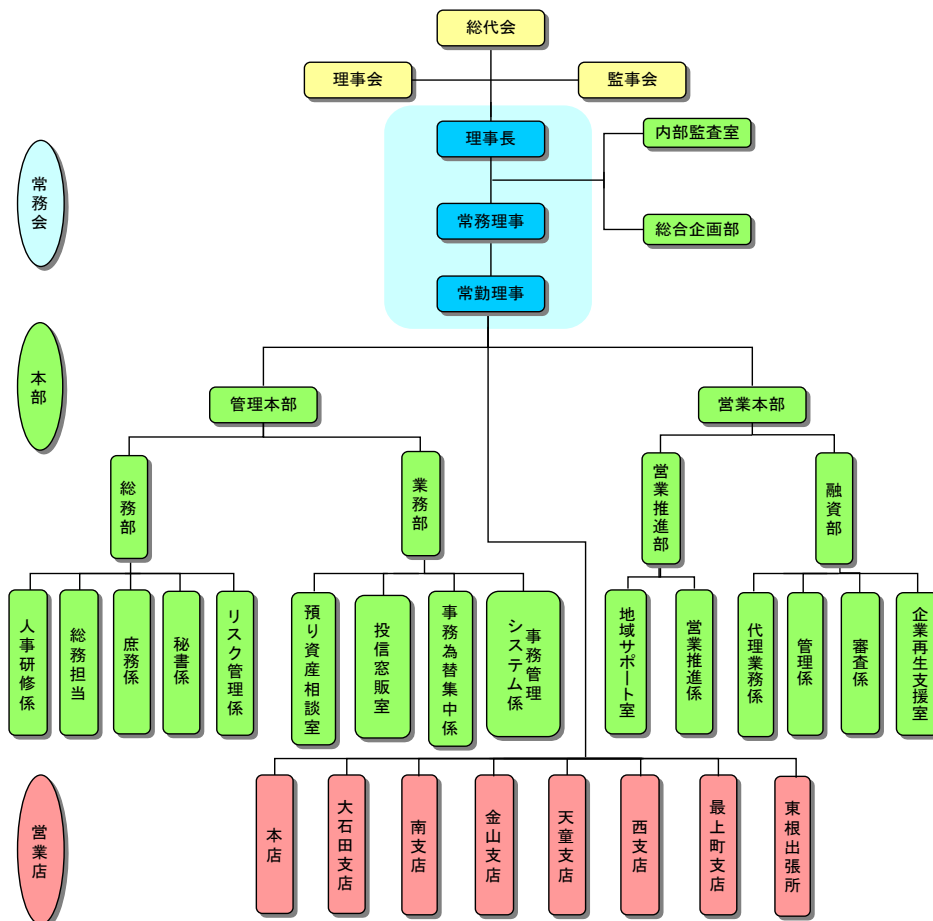 総代会
理事会
監事会
理事長
内部監査室
常務会
常務理事
総合企画部
常勤理事
本部
管理本部
営業本部
総務部
業務部
営業推進部
融資部
人事研修係
総務担当
庶務係
秘書係
リスク管理係
預り資産相談室
投信窓販室
事務為替集中係
事務管理
システム係
地域サポート室
営業推進係
代理業務係
管理係
審査係
企業再生支援室
営業店
本店
大石田支店
南支店
金山支店
天童支店
西支店
最上町支店
東根出張所